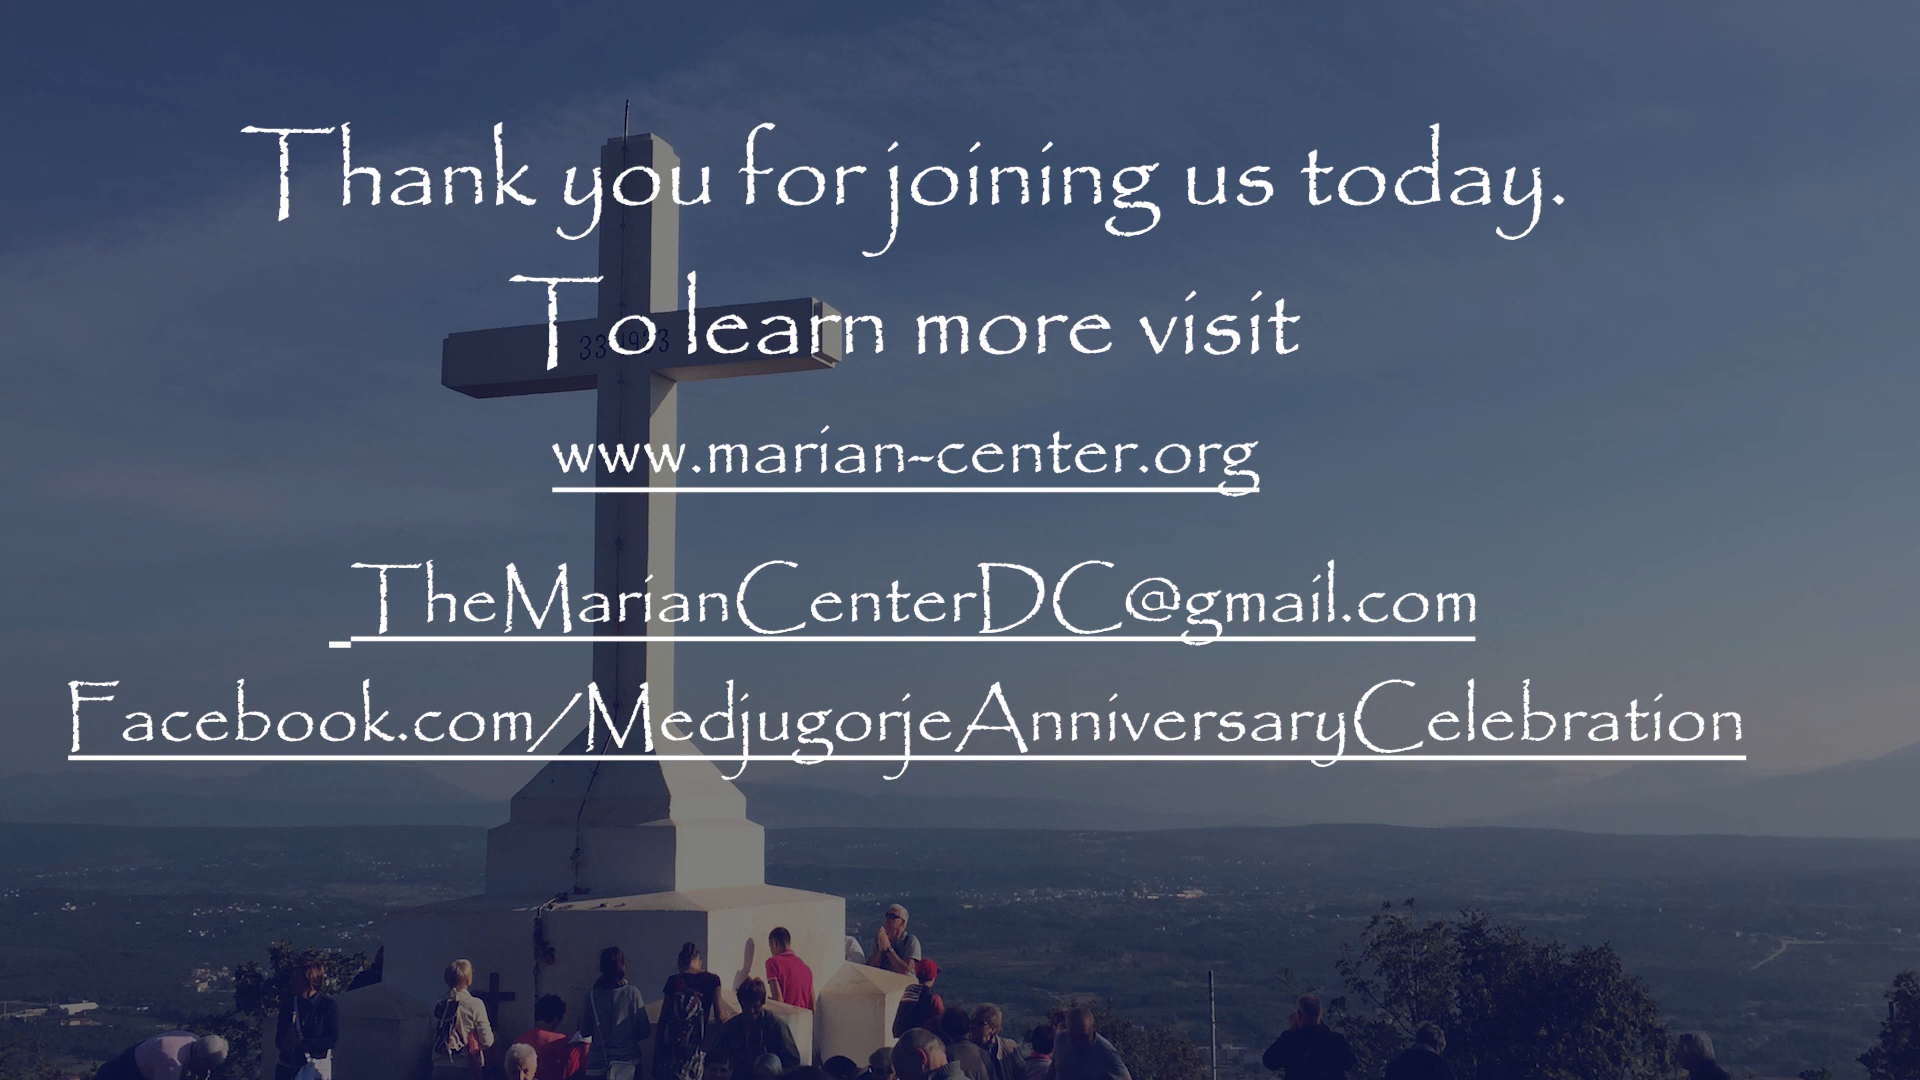 Thank you for joining us today.
To learn more visit
www.marian-center.org
TheMarianCenterDC@gmail.com
Facebook.com/MedjugorjeAnniversaryCelebration